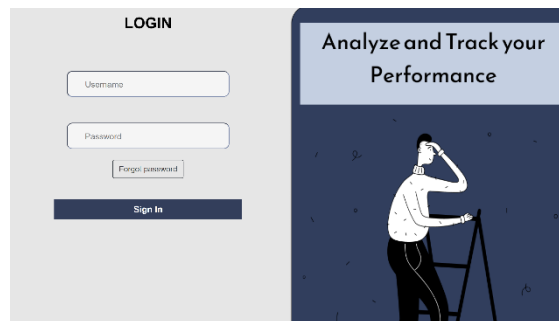 LOGIN
Username
Password
Forgot password
Sign In
Analyze and Track your
Performance